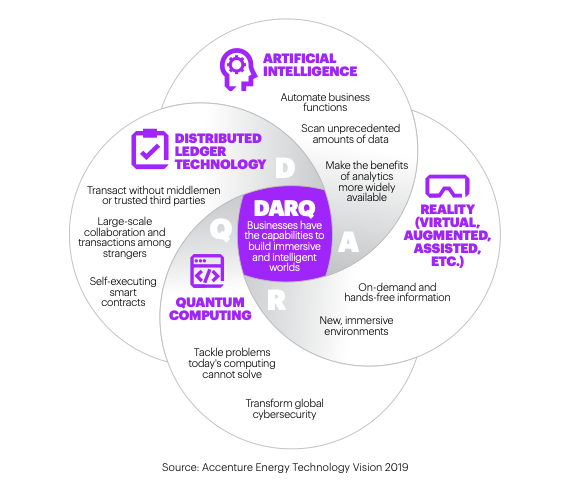 ARTIFICIAL
INTELLIGENCE
Automate business
functions
Scan unprecedented
amounts of data
Make the benefits
of analytics
more widely
available
DISTRIBUTED
LEDGER
TECHNOLOGY
Transact without middlemen
or trusted third parties
Large-scale
collaboration and
transactions among
strangers
Self-executing
smart
contracts
D
Q
A
R
DARQ
Businesses have
the capabilities to
build immersive
and intelligent
worlds
REALITY
(VIRTUAL,
AUGMENTED,
ASSISTED,
ETC.)
On-demand and
hands-free information
New, immersive
environments
QUANTUM
COMPUTING
Tackle problems
today's computing
cannot solve
Transform global
cybersecurity
Source: Accenture Energy Technology Vision 2019